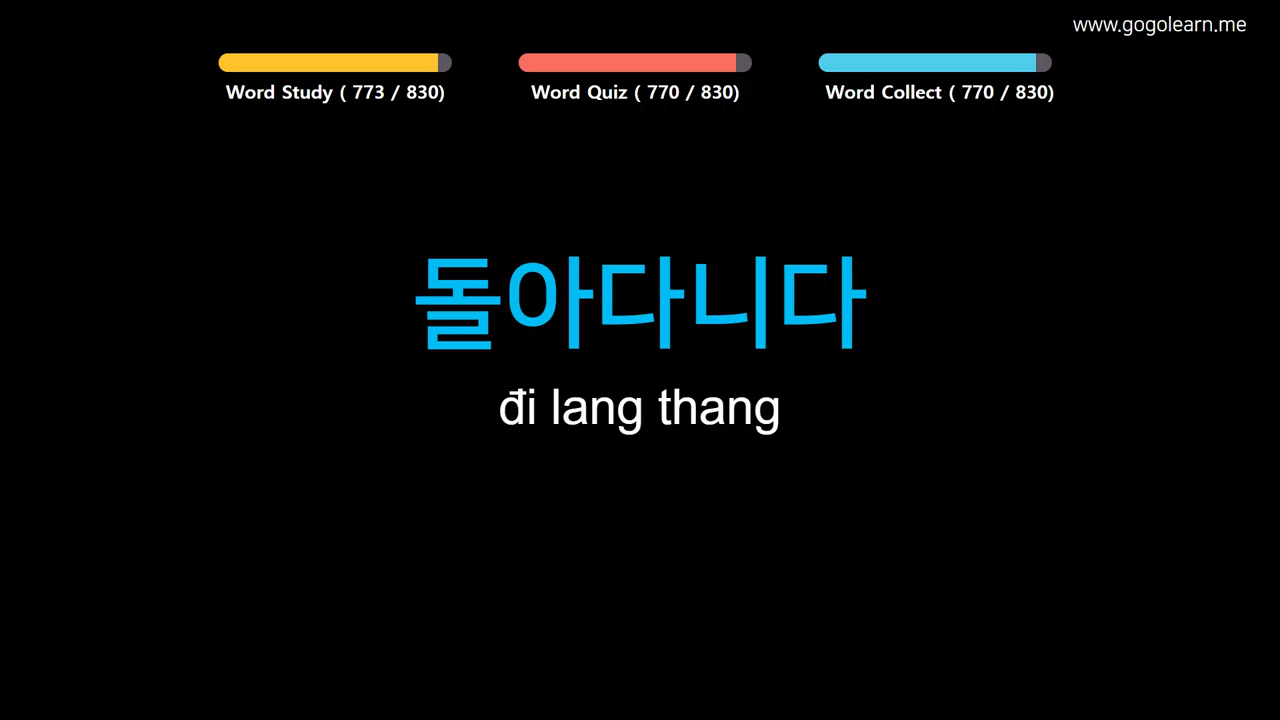 www.gogolearn.me
Word Study ( 773 / 830)
Word Quiz ( 770 / 830)
Word Collect ( 770 / 830)
돌아다니다
đi lang thang